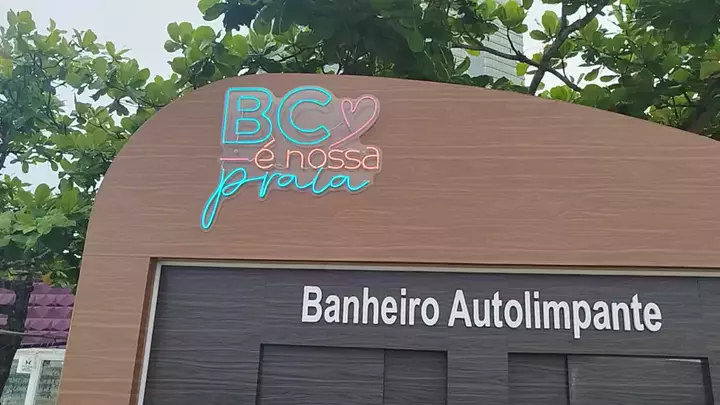 BC
é nossa
praia
Banheiro Autolimpante